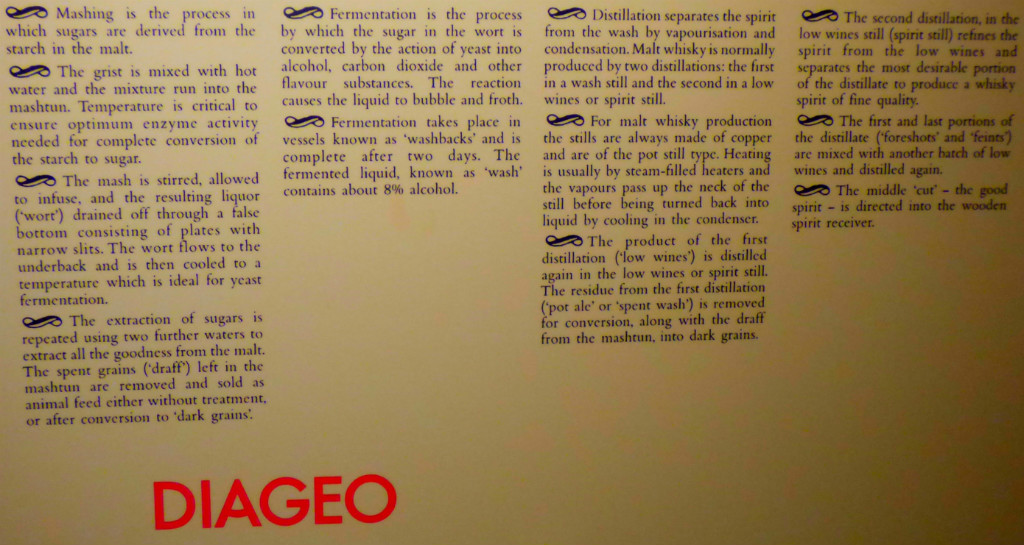 Mashing is the process in
which sugars are derived from the
starch in the malt.
The grist is mixed with hot
water and the mixture run into the
mashtun. Temperature is critical to
ensure optimum enzyme activity
needed for complete conversion of
the starch to sugar.
The mash is stirred, allowed
to infuse, and the resulting liquor
('wort') drained off through a false
bottom consisting of plates with
narrow slits. The wort flows to the
underback and is then cooled to a
temperature which is ideal for yeast
fermentation.
The extraction of sugars is
repeated using two further waters to
extract all the goodness from the malt.
The spent grains ('draff') left in the
mashtun are removed and sold as
animal feed either without treatment,
or after conversion to 'dark grains'.
Fermentation is the process
by which the sugar in the wort is
converted by the action of yeast into
alcohol, carbon dioxide and other
flavour substances. The reaction
causes the liquid to bubble and froth.
Fermentation takes place in
vessels known as 'washbacks' and is
complete after two days. The
fermented liquid, known as 'wash'
contains about 8% alcohol.
Distillation separates the spirit
from the wash by vapourisation and
condensation. Malt whisky is normally
produced by two distillations: the first
in a wash still and the second in a low
wines or spirit still.
For malt whisky production
the stills are always made of copper
and are of the pot still type. Heating
is usually by steam-filled heaters and
the vapours pass up the neck of the
still before being turned back into
liquid by cooling in the condenser.
The product of the first
distillation ('low wines') is distilled
again in the low wines or spirit still.
The residue from the first distillation
('pot ale' or 'spent wash') is removed
for conversion, along with the draff
from the mashtun, into dark grains.
The second distillation, in the
low wines still (spirit still) refines the
spirit from the low wines and
separates the most desirable portion
of the distillate to produce a whisky
spirit of fine quality.
The first and last portions of
the distillate ('foreshots' and 'feints')
are mixed with another batch of low
wines and distilled again.
The middle 'cut' – the good
spirit – is directed into the wooden
spirit receiver.
DIAGEO